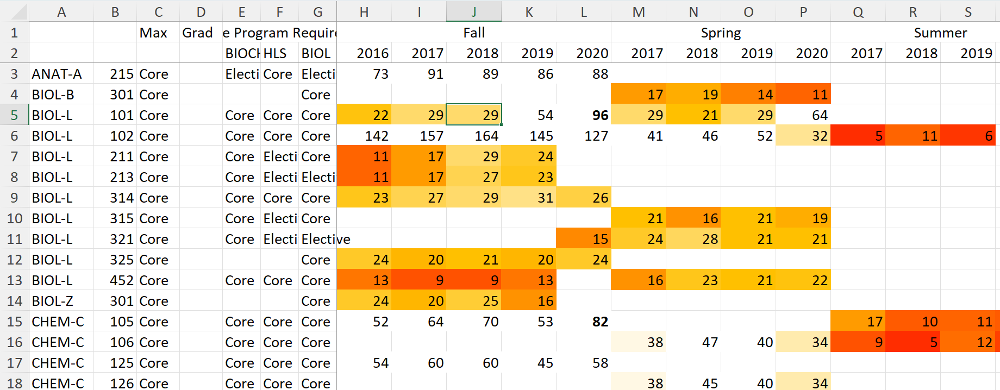 A B C D E F G H I J K L M N O P Q R S
1 Max Grad e Program Require Fall Spring Summer
2 BIOCH HLS BIOL 2016 2017 2018 2019 2020 2017 2018 2019 2020 2017 2018 2019
3 ANAT-A 215 Core Electi Core Electi 73 91 89 86 88
4 BIOL-B 301 Core Core 17 19 14 11
5 BIOL-L 101 Core Core Core Core 22 29 29 54 96 29 21 29 64
6 BIOL-L 102 Core Core Core Core 142 157 164 145 127 41 46 52 32 5 11 6
7 BIOL-L 211 Core Core Electi Core 11 17 29 24
8 BIOL-L 213 Core Core Electi Electi 11 17 27 23
9 BIOL-L 314 Core Core Core Core 23 27 29 31 26
10 BIOL-L 315 Core Core Electi Core 21 16 21 19
11 BIOL-L 321 Core Core Electi Elective 15 24 28 21 21
12 BIOL-L 325 Core Core 24 20 21 20 24
13 BIOL-L 452 Core Core Core Core 13 9 9 13 16 23 21 22
14 BIOL-Z 301 Core Core 24 20 25 16
15 CHEM-C 105 Core Core Core Core 52 64 70 53 82 17 10 11
16 CHEM-C 106 Core Core Core Core 38 47 40 34 9 5 12
17 CHEM-C 125 Core Core Core Core 54 60 60 45 58
18 CHEM-C 126 Core Core Core Core 38 45 40 34